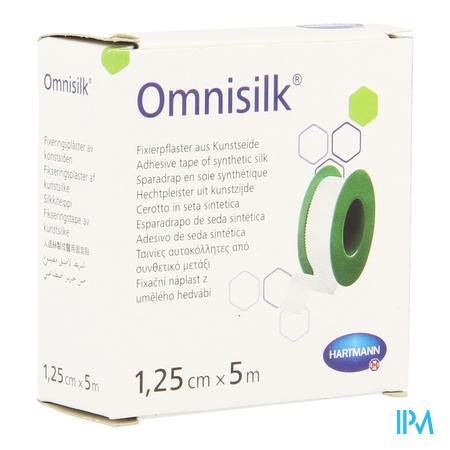 Omnisilk®
Fixeringsplåster av
konstsiden
Fikseringsplaster af
kunstsilke
Silkkiteippi
Fikseringstape av
kunstsilke
1,25 cm x 5 m
Omnisilk®
Fixierpflaster aus Kunstseide
Adhesive tape of synthetic silk
Sparadrap en soie synthétique
Hechtpleister uit kunstzijde
Cerotto in seta sintetica
Esparadrapo de seda sintética
Adesivo de seda sintética
Ταινίες αυτοκόλλητες από
συνθετικό μετάξι
Fixační náplast z
umělého hedvábí
HARTMANN
1,25 cm x 5 m
IPM